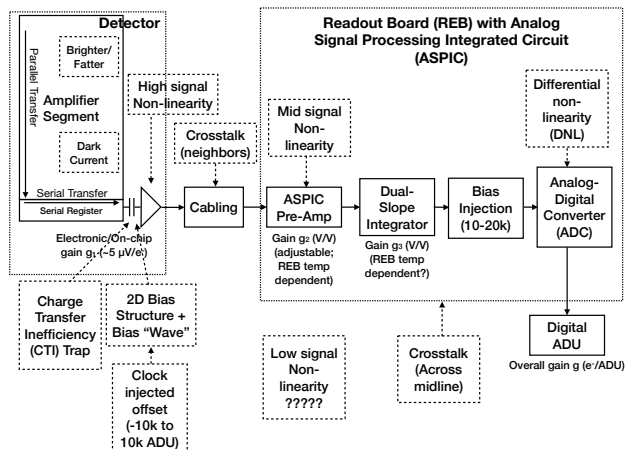 Detector
Readout Board (REB) with Analog
Signal Processing Integrated Circuit
(ASPIC)
Parallel Transfer
Brighter/
Fatter
Amplifier
Segment
Dark
Current
Serial Transfer
Serial Register
Electronic/On-chip
gain g₁ (~5 μV/e⁻)
High signal
Non-linearity
Crosstalk
(neighbors)
Cabling
Mid signal
Non-
linearity
ASPIC
Pre-Amp
Gain g₂ (V/V)
(adjustable;
REB temp
dependent)
Dual-
Slope
Integrator
Gain g₃ (V/V)
(REB temp
dependent?)
Bias
Injection
(10-20k)
Differential
non-
linearity
(DNL)
Analog-
Digital
Converter
(ADC)
Digital
ADU
Overall gain g (e⁻/ADU)
Charge
Transfer
Inefficiency
(CTI) Trap
2D Bias
Structure +
Bias “Wave”
Clock
injected
offset
(-10k to
10k ADU)
Low signal
Non-
linearity
?????
Crosstalk
(Across
midline)